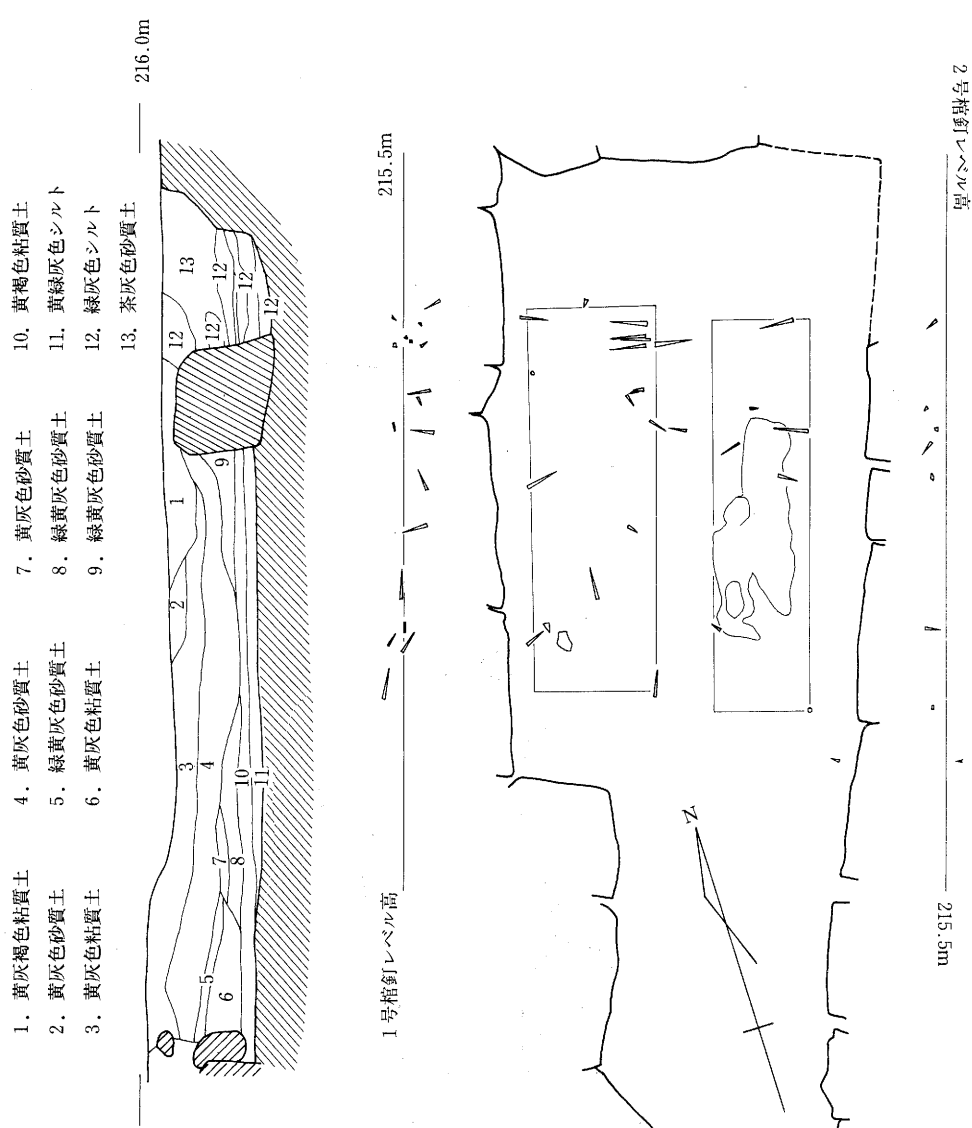 1. 黄灰褐色粘質土
2. 黄灰色砂質土
3. 黄灰色粘質土
4. 黄灰色砂質土
5. 緑黄灰色砂質土
6. 黄灰色粘質土
7. 黄灰色砂質土
8. 緑黄灰色砂質土
9. 緑黄灰色砂質土
10. 黄褐色粘質土
11. 黄緑灰色シルト
12. 緑灰色シルト
13. 茶灰色砂質土
216.0m
13
12
12
12
12
12
9
1
2
3
4
10
11
7
8
5
6
215.5m
1号棺釘レベル高
N
2号棺釘レベル高
215.5m